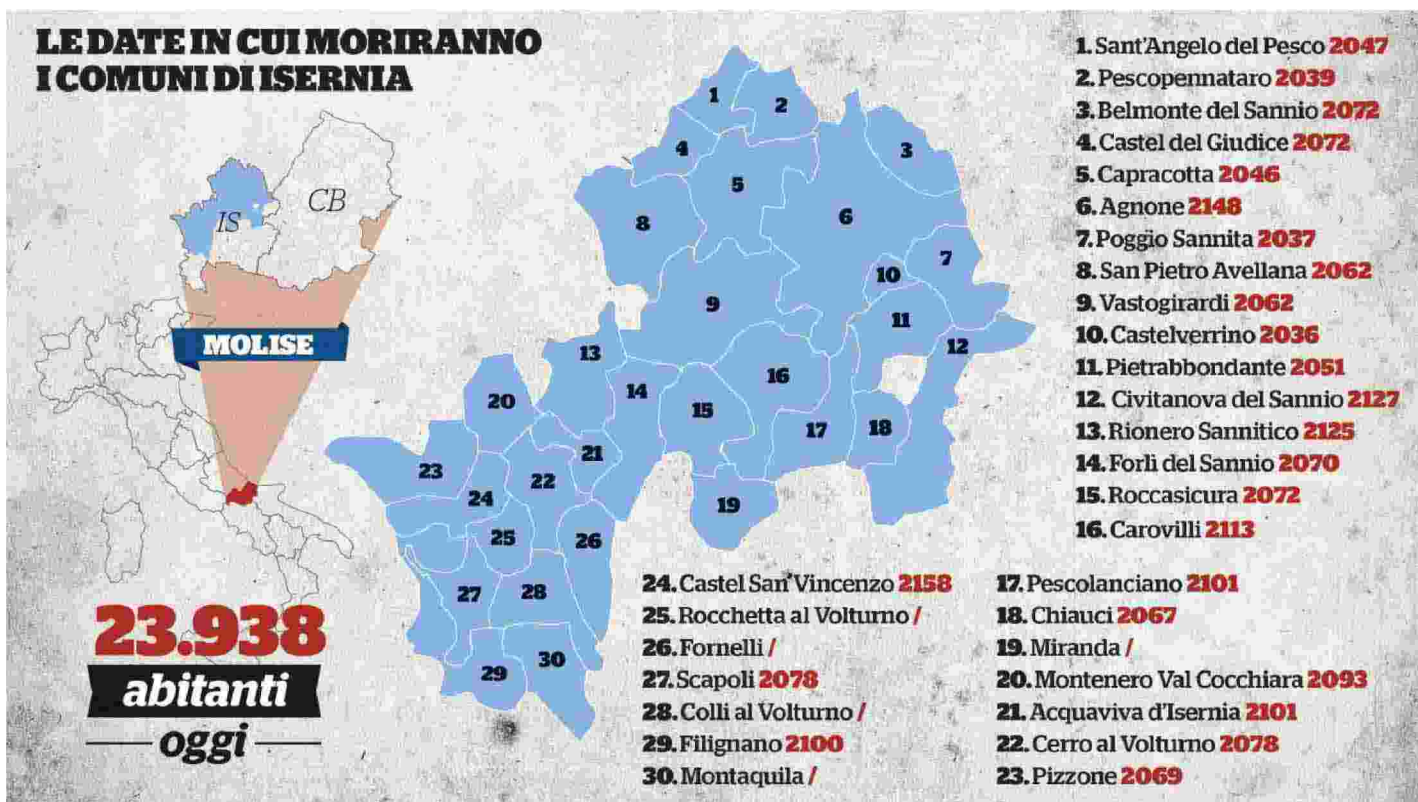 LE DATE IN CUI MORIRANNO
I COMUNI DI ISERNIA
IS
CB
MOLISE
23.938
abitanti
oggi
1
2
3
4
5
6
7
8
9
10
11
12
13
14
15
16
17
18
19
20
21
22
23
24
25
26
27
28
29
30
1. Sant'Angelo del Pesco 2047
2. Pescopennataro 2039
3. Belmonte del Sannio 2072
4. Castel del Giudice 2072
5. Capracotta 2046
6. Agnone 2148
7. Poggio Sannita 2037
8. San Pietro Avellana 2062
9. Vastogirardi 2062
10. Castelverrino 2036
11. Pietrabbondante 2051
12. Civitanova del Sannio 2127
13. Rionero Sannitico 2125
14. Forlì del Sannio 2070
15. Roccasicura 2072
16. Carovilli 2113
17. Pescolanciano 2101
18. Chiauci 2067
19. Miranda /
20. Montenero Val Cocchiara 2093
21. Acquaviva d'Isernia 2101
22. Cerro al Volturno 2078
23. Pizzone 2069
24. Castel San'Vincenzo 2158
25. Rocchetta al Volturno /
26. Fornelli /
27. Scapoli 2078
28. Colli al Volturno /
29. Filignano 2100
30. Montaquila /